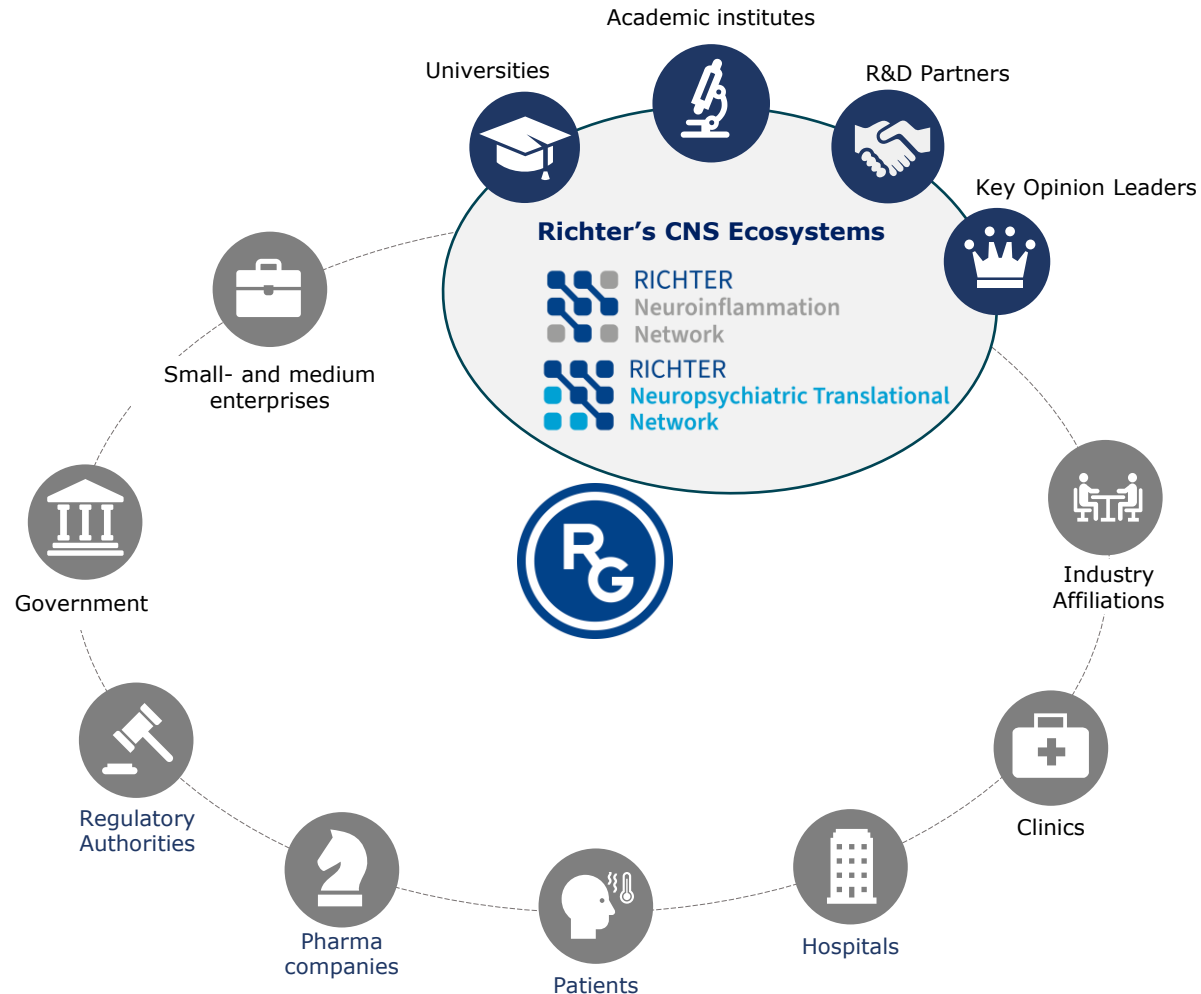 Academic institutes
Universities
R&D Partners
Key Opinion Leaders
Richter’s CNS Ecosystems
RICHTER
Neuroinflammation
Network
RICHTER
Neuropsychiatric Translational
Network
Small- and medium
enterprises
RG
Industry
Affiliations
Government
Regulatory
Authorities
Clinics
Pharma
companies
Hospitals
Patients